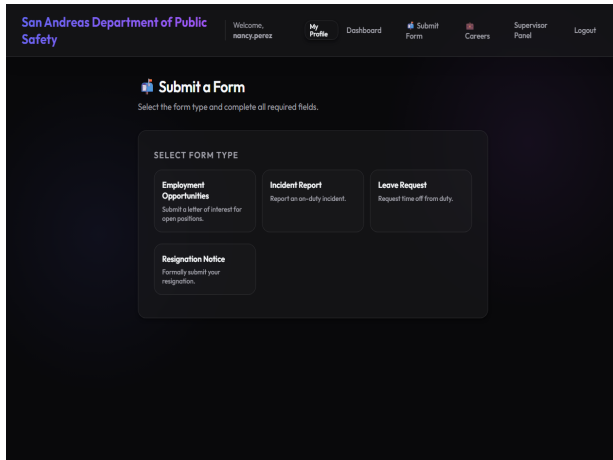 San Andreas Department of Public
Safety
Welcome,
nancy.perez
My
Profile
Dashboard
Submit
Form
Careers
Supervisor
Panel
Logout
Submit a Form
Select the form type and complete all required fields.
SELECT FORM TYPE
Employment
Opportunities
Submit a letter of interest for
open positions.
Incident Report
Report an on-duty incident.
Leave Request
Request time off from duty.
Resignation Notice
Formally submit your
resignation.